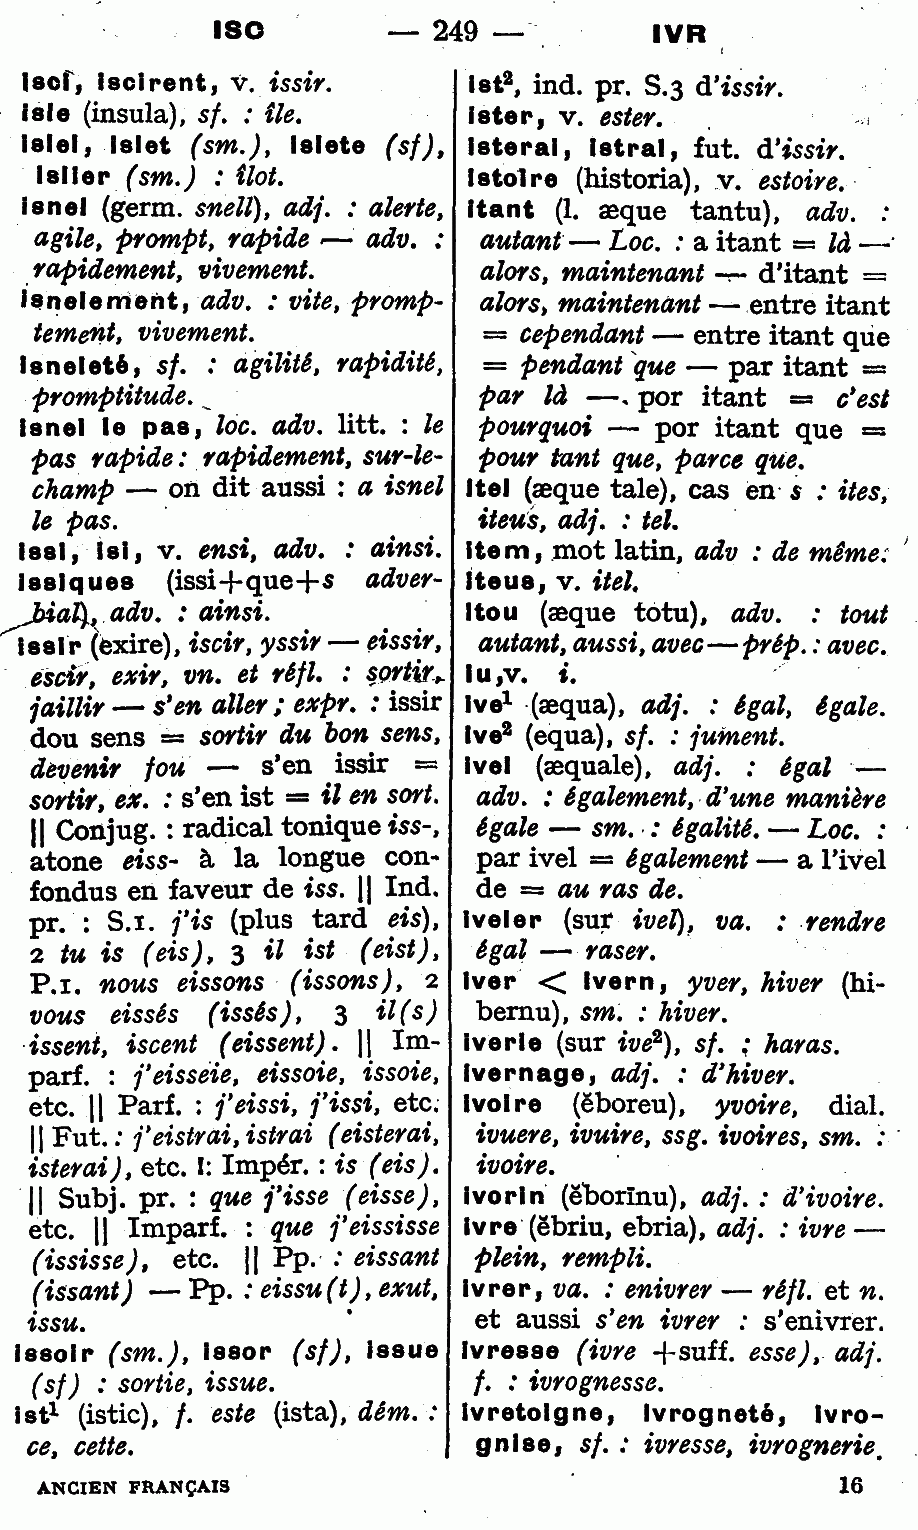 ISC — 249 — IVR
iscî, iscirent, v. issir.
isle (insula), sf. : île.
islel, islet (sm.), islete (sf),
islier (sm.) : îlot.
isnel (germ. snell), adj. : alerte,
agile, prompt, rapide — adv. :
rapidement, vivement.
isnelement, adv. : vite, promp-
tement, vivement.
isneleté, sf. : agilité, rapidité,
promptitude.
isnel le pas, loc. adv. litt. : le
pas rapide : rapidement, sur-le-
champ — on dit aussi : a isnel
le pas.
issi, isi, v. ensi, adv. : ainsi.
issiques (issi+que+s adver-
bial), adv. : ainsi.
issir (exire), iscir, yssir — eissir,
escir, exir, vn. et réfl. : sortir,
jaillir — s'en aller ; expr. : issir
dou sens = sortir du bon sens,
devenir fou — s'en issir =
sortir, ex. : s'en ist = il en sort.
|| Conjug. : radical tonique iss-,
atone eiss- à la longue con-
fondus en faveur de iss. || Ind.
pr. : S.1. j'is (plus tard eis),
2 tu is (eis), 3 il ist (eist),
P.1. nous eissons (issons), 2
vous eissés (issés), 3 il(s)
issent, iscent (eissent). || Im-
parf. : j'eisseie, eissoie, issoie,
etc. || Parf. : j'eissi, j'issi, etc.
|| Fut. : j'eistrai, istrai (eisterai,
isterai), etc. !: Impér. : is (eis).
|| Subj. pr. : que j'isse (eisse),
etc. || Imparf. : que j'eississe
(ississe), etc. || Pp. : eissant
(issant) — Pp. : eissu(t), exut,
issu.
issoir (sm.), issor (sf), issue
(sf) : sortie, issue.
ist¹ (istic), f. este (ista), dém. :
ce, cette.
ANCIEN FRANÇAIS
ist², ind. pr. S.3 d'issir.
ister, v. ester.
isterai, istrai, fut. d'issir.
istoire (historia), v. estoire.
itant (l. æque tantu), adv. :
autant — Loc. : a itant = là —
alors, maintenant — d'itant =
alors, maintenant — entre itant
= cependant — entre itant que
= pendant que — par itant =
par là — por itant = c'est
pourquoi — por itant que =
pour tant que, parce que.
itel (æque tale), cas en s : ites,
iteus, adj. : tel.
item, mot latin, adv : de même.
iteus, v. itel.
itou (æque totu), adv. : tout
autant, aussi, avec — prép. : avec.
iu, v. i.
ive¹ (æqua), adj. : égal, égale.
ive² (equa), sf. : jument.
ivel (æquale), adj. : égal —
adv. : également, d'une manière
égale — sm. : égalité. — Loc. :
par ivel = également — a l'ivel
de = au ras de.
iveler (sur ivel), va. : rendre
égal — raser.
iver < ivern, yver, hiver (hi-
bernu), sm. : hiver.
iverie (sur ive²), sf. : haras.
ivernage, adj. : d'hiver.
ivoire (ĕboreu), yvoire, dial.
ivuere, ivuire, ssg. ivoires, sm. :
ivoire.
ivorin (ĕborīnu), adj. : d'ivoire.
ivre (ĕbriu, ebria), adj. : ivre —
plein, rempli.
ivrer, va. : enivrer — réfl. et n.
et aussi s'en ivrer : s'enivrer.
ivresse (ivre +suff. esse), adj.
f. : ivrognesse.
ivretoigne, ivrogneté, ivro-
gnise, sf. : ivresse, ivrognerie.
16